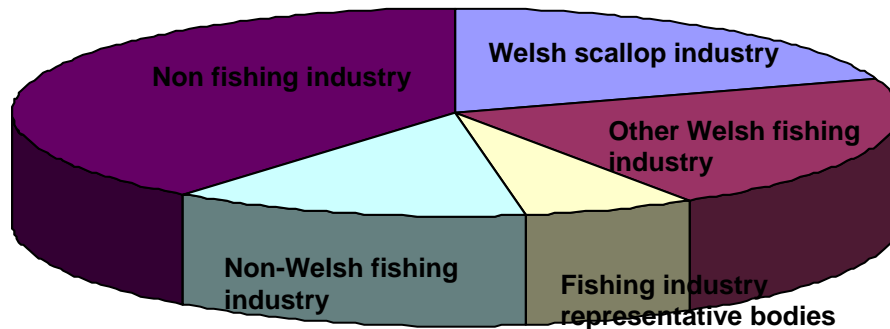 Non fishing industry
Welsh scallop industry
Other Welsh fishing
industry
Non-Welsh fishing
industry
Fishing industry
representative bodies